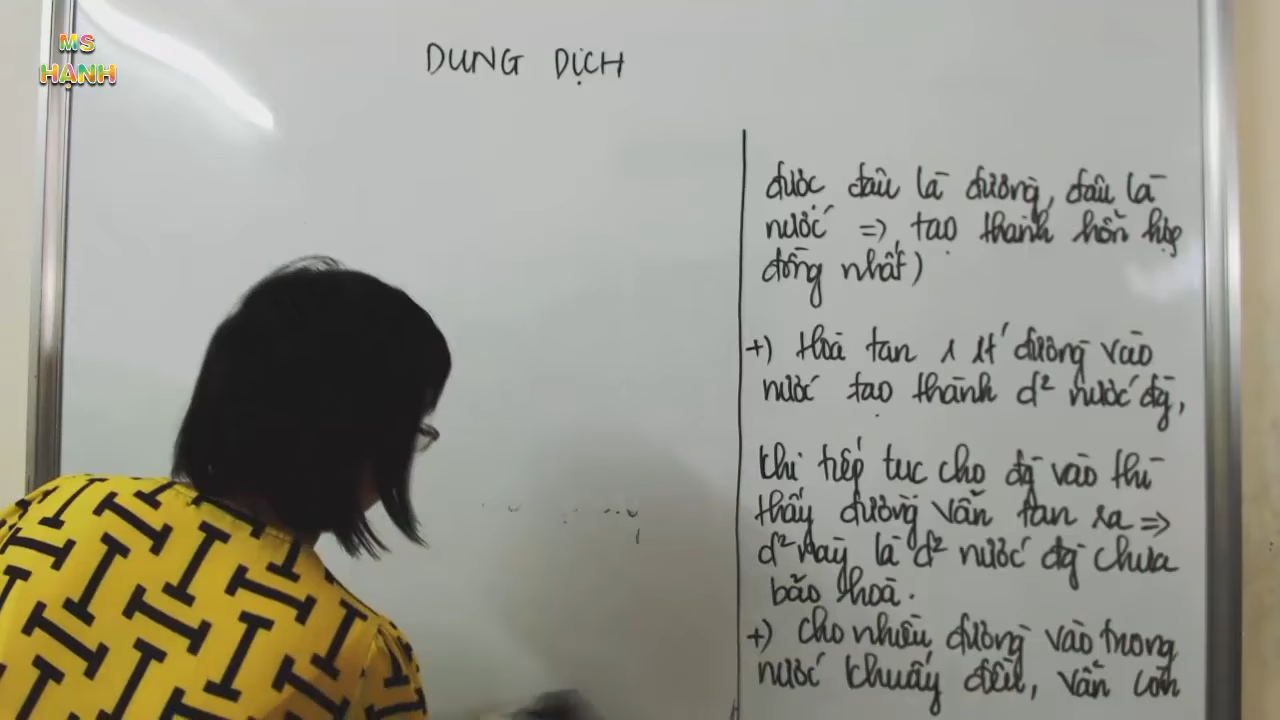 MS
HẠNH
DUNG DỊCH
được đâu là đường, đâu là
nước => tạo thành hỗn hợp
đồng nhất)
+) Hoà tan 1 ít đường vào
nước tạo thành d² nước đg,
khi tiếp tục cho đg vào thì
thấy đường vẫn tan ra =>
d² này là d² nước đg chưa
bão hoà.
+) Cho nhiều đường vào trong
nước khuấy đều, vẫn còn